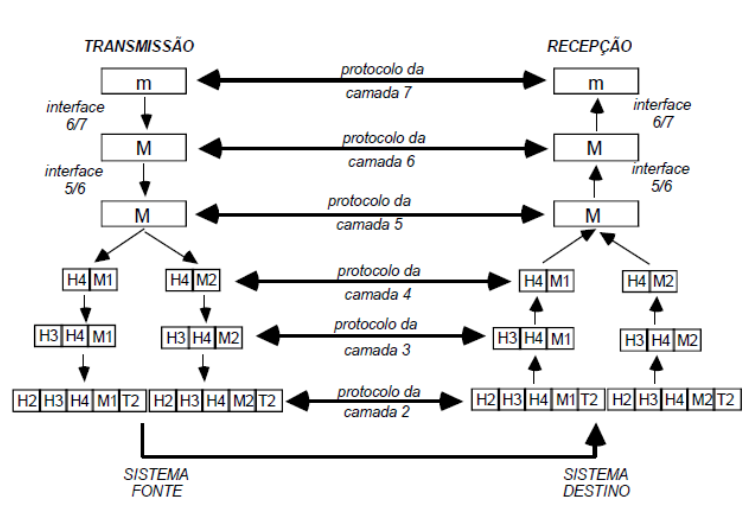 TRANSMISSÃO
RECEPÇÃO
m
protocolo da
camada 7
m
interface
6/7
interface
6/7
M
protocolo da
camada 6
M
interface
5/6
interface
5/6
M
protocolo da
camada 5
M
H4 M1
H4 M2
protocolo da
camada 4
H4 M1
H4 M2
H3 H4 M1
H3 H4 M2
protocolo da
camada 3
H3 H4 M1
H3 H4 M2
H2 H3 H4 M1 T2
H2 H3 H4 M2 T2
protocolo da
camada 2
H2 H3 H4 M1 T2
H2 H3 H4 M2 T2
SISTEMA
FONTE
SISTEMA
DESTINO